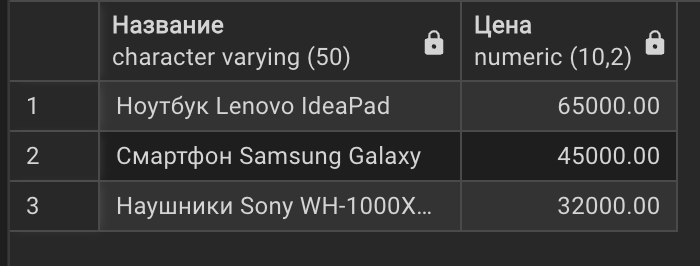 Название Цена
character varying (50) numeric (10,2)
1 Ноутбук Lenovo IdeaPad 65000.00
2 Смартфон Samsung Galaxy 45000.00
3 Наушники Sony WH-1000X… 32000.00